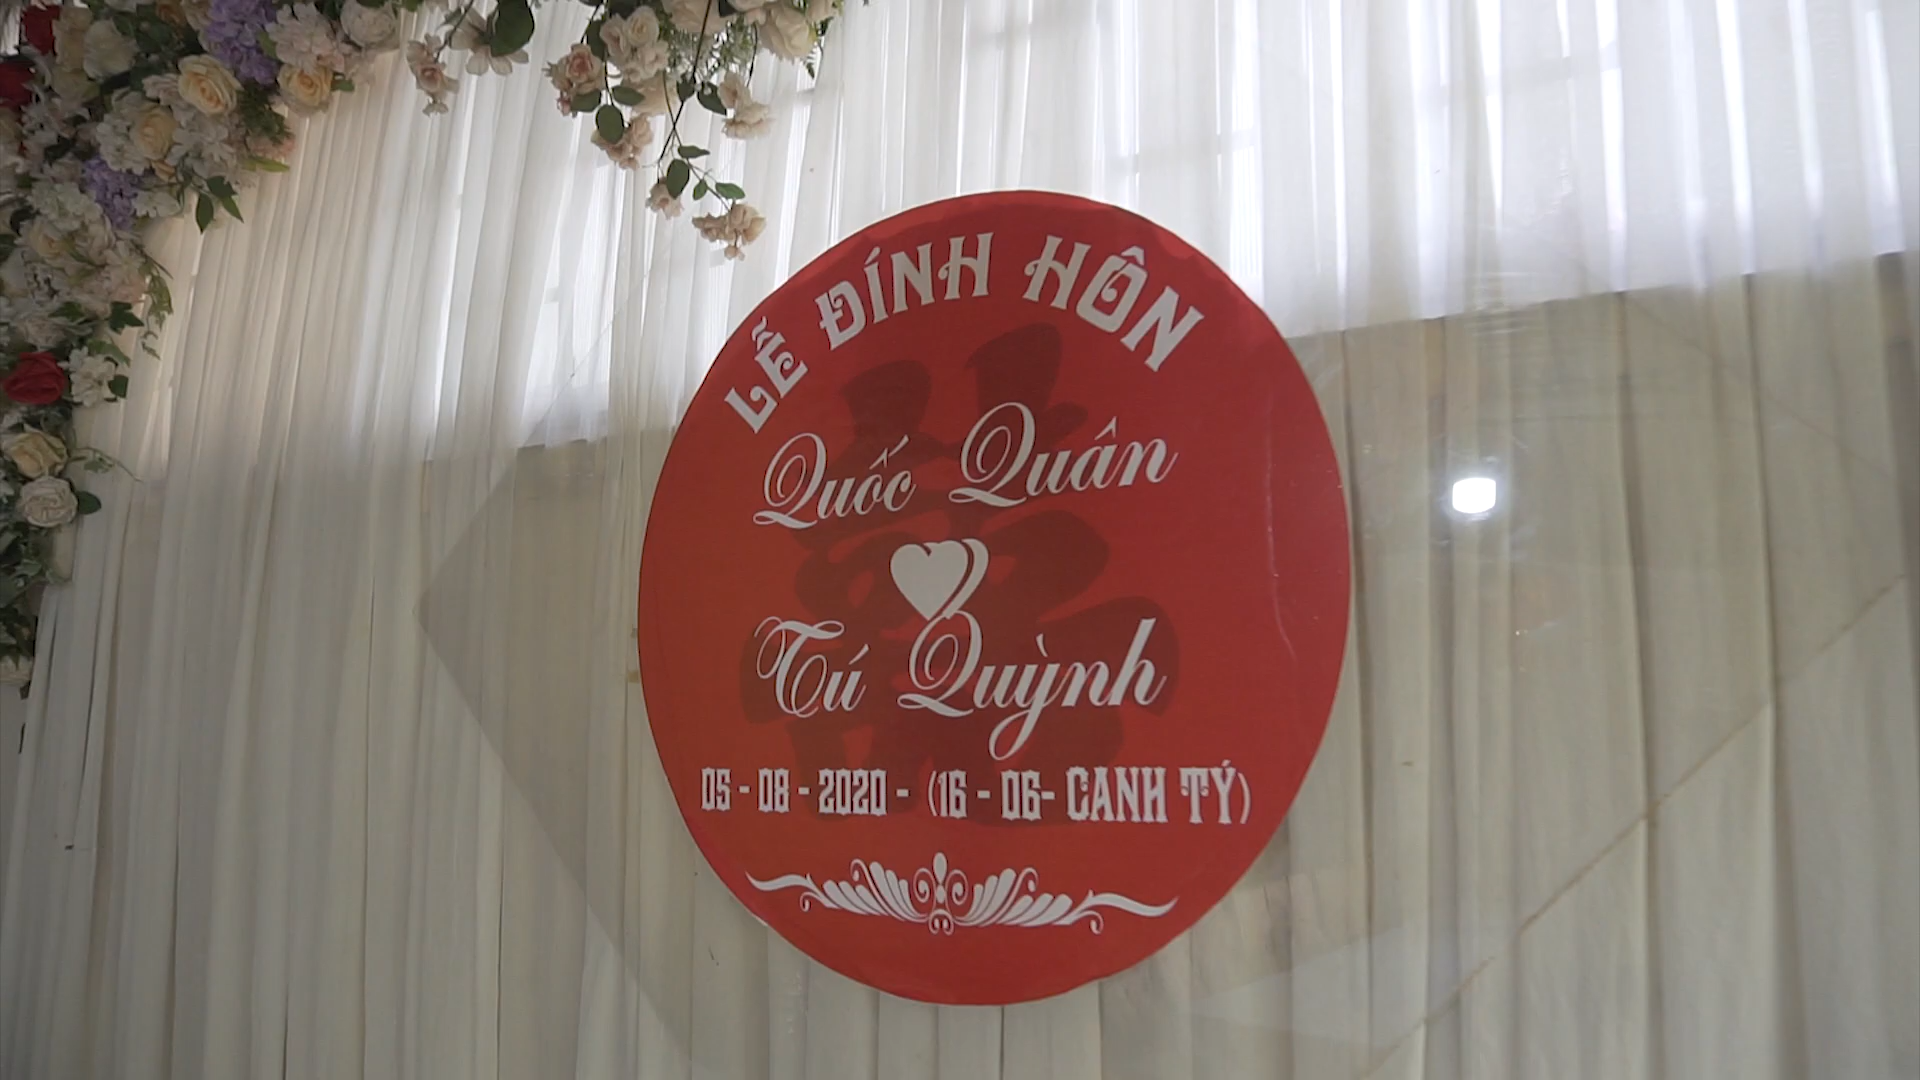 LỄ ĐÍNH HÔN
Quốc Quân
Tú Quỳnh
05 - 08 - 2020 - (16 - 06- CANH TÝ)